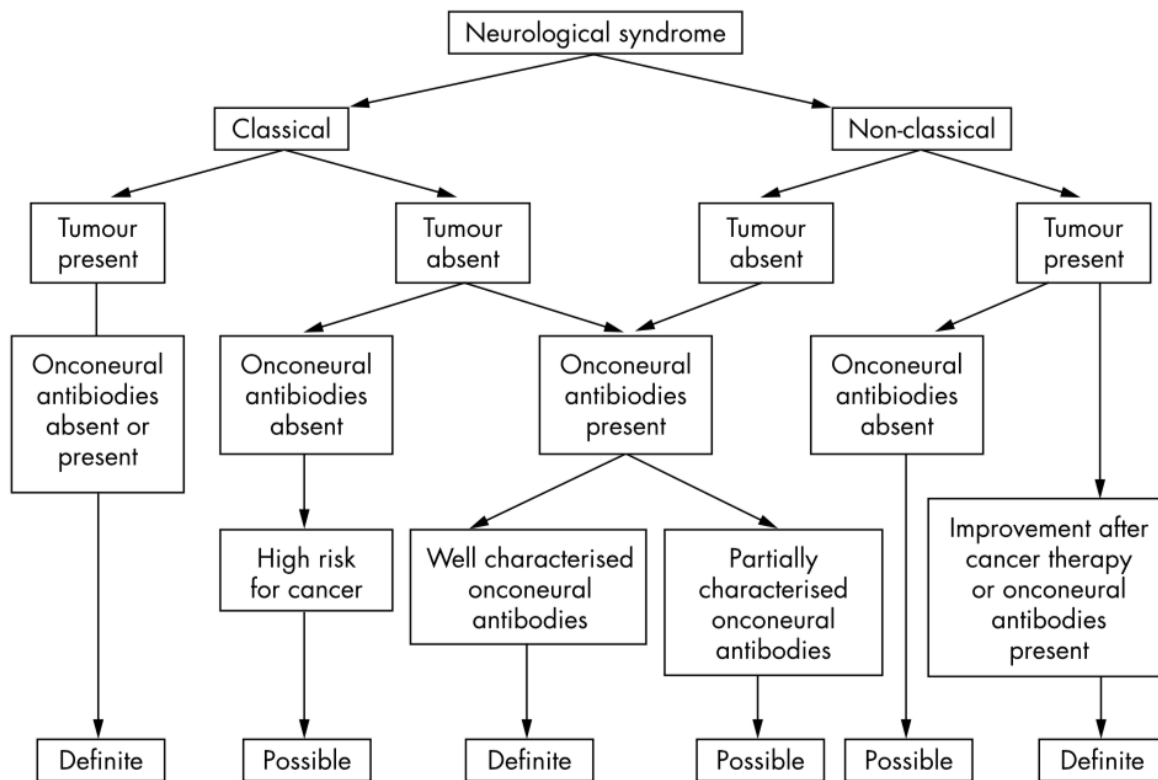 Neurological syndrome
Classical
Non-classical
Tumour
present
Tumour
absent
Tumour
absent
Tumour
present
Onconeural
antibodies
absent or
present
Onconeural
antibodies
absent
Onconeural
antibodies
present
Onconeural
antibodies
absent
High risk
for cancer
Well characterised
onconeural
antibodies
Partially
characterised
onconeural
antibodies
Improvement after
cancer therapy
or onconeural
antibodies
present
Definite
Possible
Definite
Possible
Possible
Definite